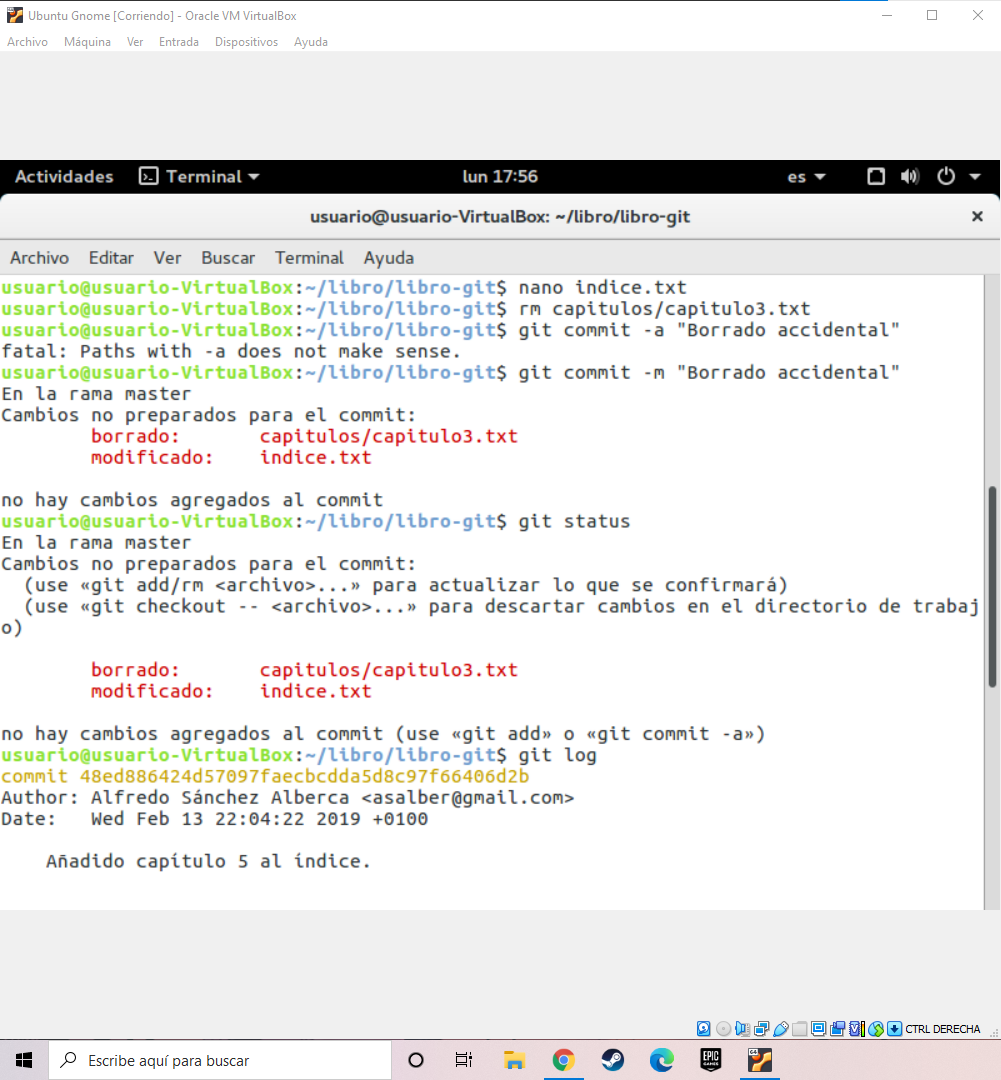 Ubuntu Gnome [Corriendo] - Oracle VM VirtualBox
Archivo Máquina Ver Entrada Dispositivos Ayuda
Actividades Terminal lun 17:56 es
usuario@usuario-VirtualBox: ~/libro/libro-git
Archivo Editar Ver Buscar Terminal Ayuda
usuario@usuario-VirtualBox:~/libro/libro-git$ nano indice.txt
usuario@usuario-VirtualBox:~/libro/libro-git$ rm capitulos/capitulo3.txt
usuario@usuario-VirtualBox:~/libro/libro-git$ git commit -a "Borrado accidental"
fatal: Paths with -a does not make sense.
usuario@usuario-VirtualBox:~/libro/libro-git$ git commit -m "Borrado accidental"
En la rama master
Cambios no preparados para el commit:
        borrado:       capitulos/capitulo3.txt
        modificado:    indice.txt

no hay cambios agregados al commit
usuario@usuario-VirtualBox:~/libro/libro-git$ git status
En la rama master
Cambios no preparados para el commit:
  (use «git add/rm <archivo>...» para actualizar lo que se confirmará)
  (use «git checkout -- <archivo>...» para descartar cambios en el directorio de trabaj
o)

        borrado:       capitulos/capitulo3.txt
        modificado:    indice.txt

no hay cambios agregados al commit (use «git add» o «git commit -a»)
usuario@usuario-VirtualBox:~/libro/libro-git$ git log
commit 48ed886424d57097faecbcdda5d8c97f66406d2b
Author: Alfredo Sánchez Alberca <asalber@gmail.com>
Date:   Wed Feb 13 22:04:22 2019 +0100

    Añadido capítulo 5 al índice.
CTRL DERECHA
Escribe aquí para buscar
EPIC
GAMES